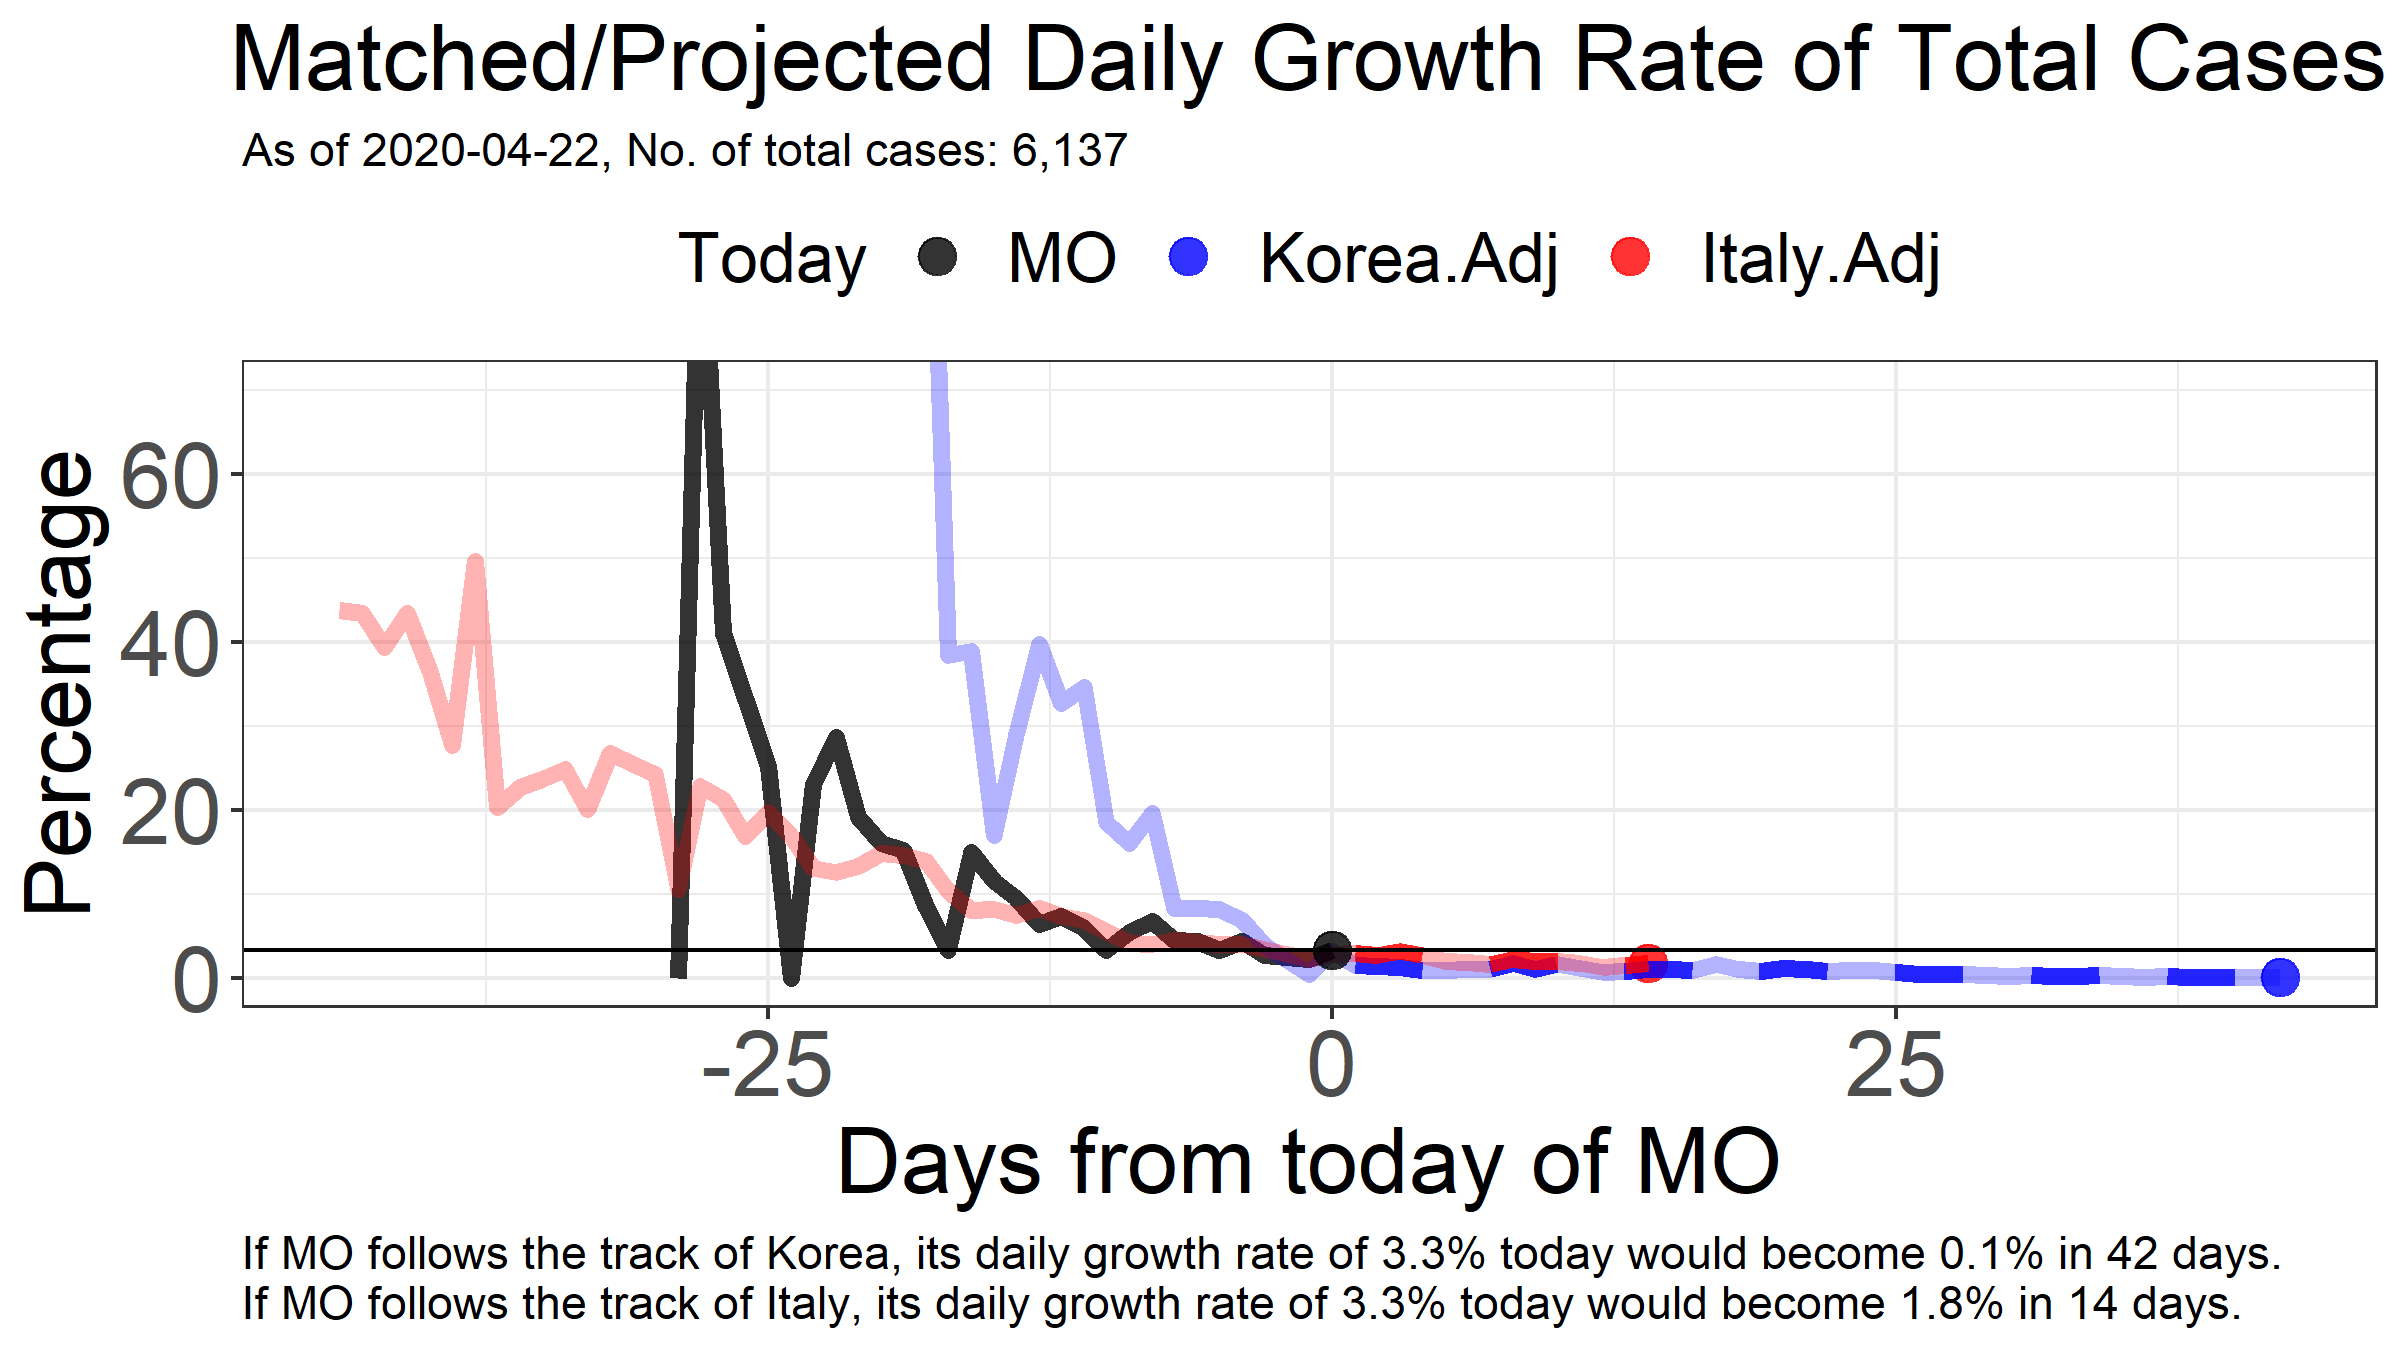 Matched/Projected Daily Growth Rate of Total Cases
As of 2020-04-22, No. of total cases: 6,137
Today MO Korea.Adj Italy.Adj
Percentage
60
40
20
0
-25 0 25
Days from today of MO
If MO follows the track of Korea, its daily growth rate of 3.3% today would become 0.1% in 42 days.
If MO follows the track of Italy, its daily growth rate of 3.3% today would become 1.8% in 14 days.